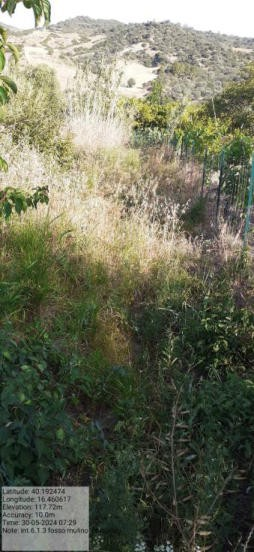 Latitude: 40.192474
Longitude: 16.460617
Elevation: 117.72m
Accuracy: 10.0m
Time: 30-05-2024 07:29
Note: int.6.1.3 fosso mulino